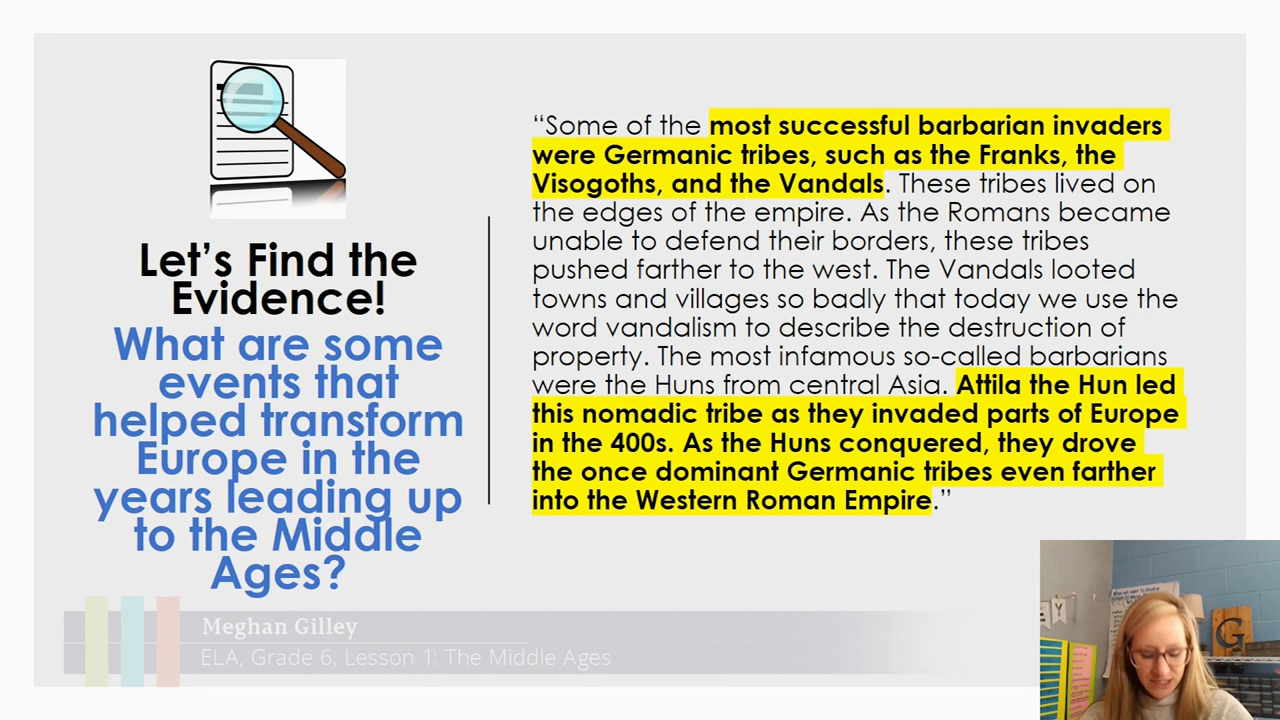 Let's Find the
Evidence!
What are some
events that
helped transform
Europe in the
years leading up
to the Middle
Ages?
“Some of the most successful barbarian invaders
were Germanic tribes, such as the Franks, the
Visogoths, and the Vandals. These tribes lived on
the edges of the empire. As the Romans became
unable to defend their borders, these tribes
pushed farther to the west. The Vandals looted
towns and villages so badly that today we use the
word vandalism to describe the destruction of
property. The most infamous so-called barbarians
were the Huns from central Asia. Attila the Hun led
this nomadic tribe as they invaded parts of Europe
in the 400s. As the Huns conquered, they drove
the once dominant Germanic tribes even farther
into the Western Roman Empire.”
Meghan Gilley
ELA, Grade 6, Lesson 1: The Middle Ages
EY
G